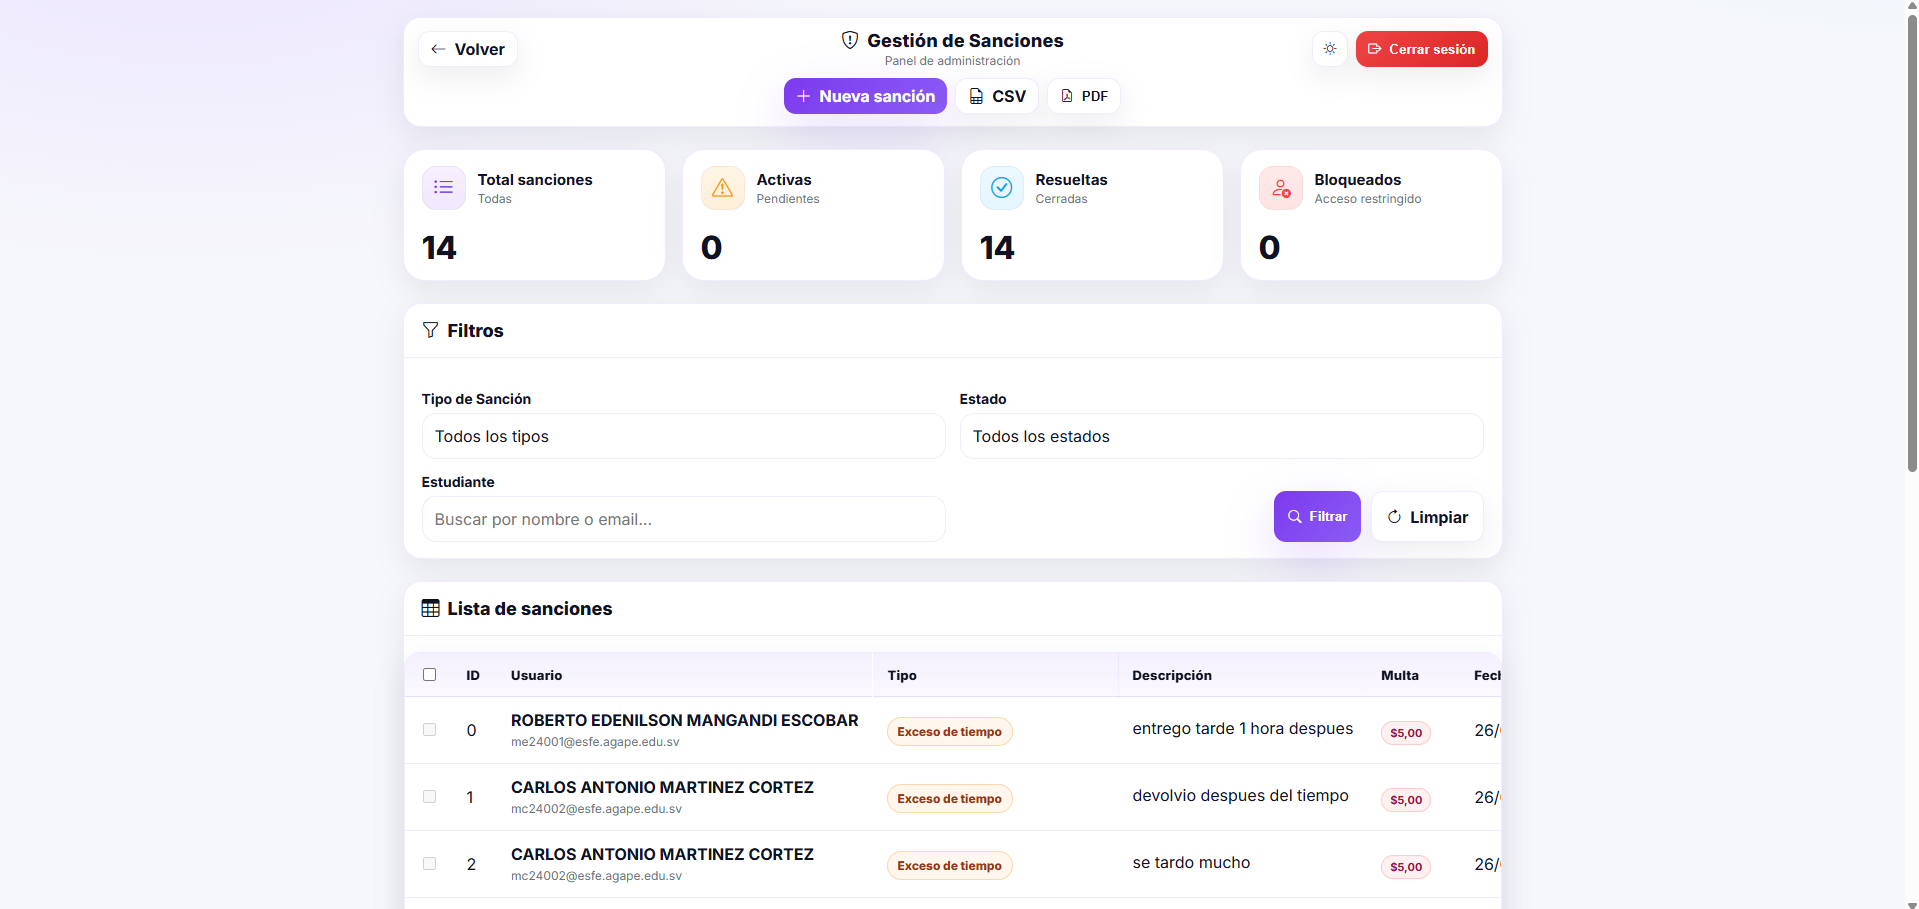 Volver
Gestión de Sanciones
Panel de administración
Cerrar sesión
Nueva sanción CSV PDF
Total sanciones
Todas
14
Activas
Pendientes
0
Resueltas
Cerradas
14
Bloqueados
Acceso restringido
0
Filtros
Tipo de Sanción
Todos los tipos
Estado
Todos los estados
Estudiante
Buscar por nombre o email...
Filtrar Limpiar
Lista de sanciones
ID Usuario Tipo Descripción Multa
0 ROBERTO EDENILSON MANGANDI ESCOBAR Exceso de tiempo entrego tarde 1 hora despues $5,00 26/
me24001@esfe.agape.edu.sv
1 CARLOS ANTONIO MARTINEZ CORTEZ Exceso de tiempo devolvio despues del tiempo $5,00 26/
mc24002@esfe.agape.edu.sv
2 CARLOS ANTONIO MARTINEZ CORTEZ Exceso de tiempo se tardo mucho $5,00 26/
mc24002@esfe.agape.edu.sv